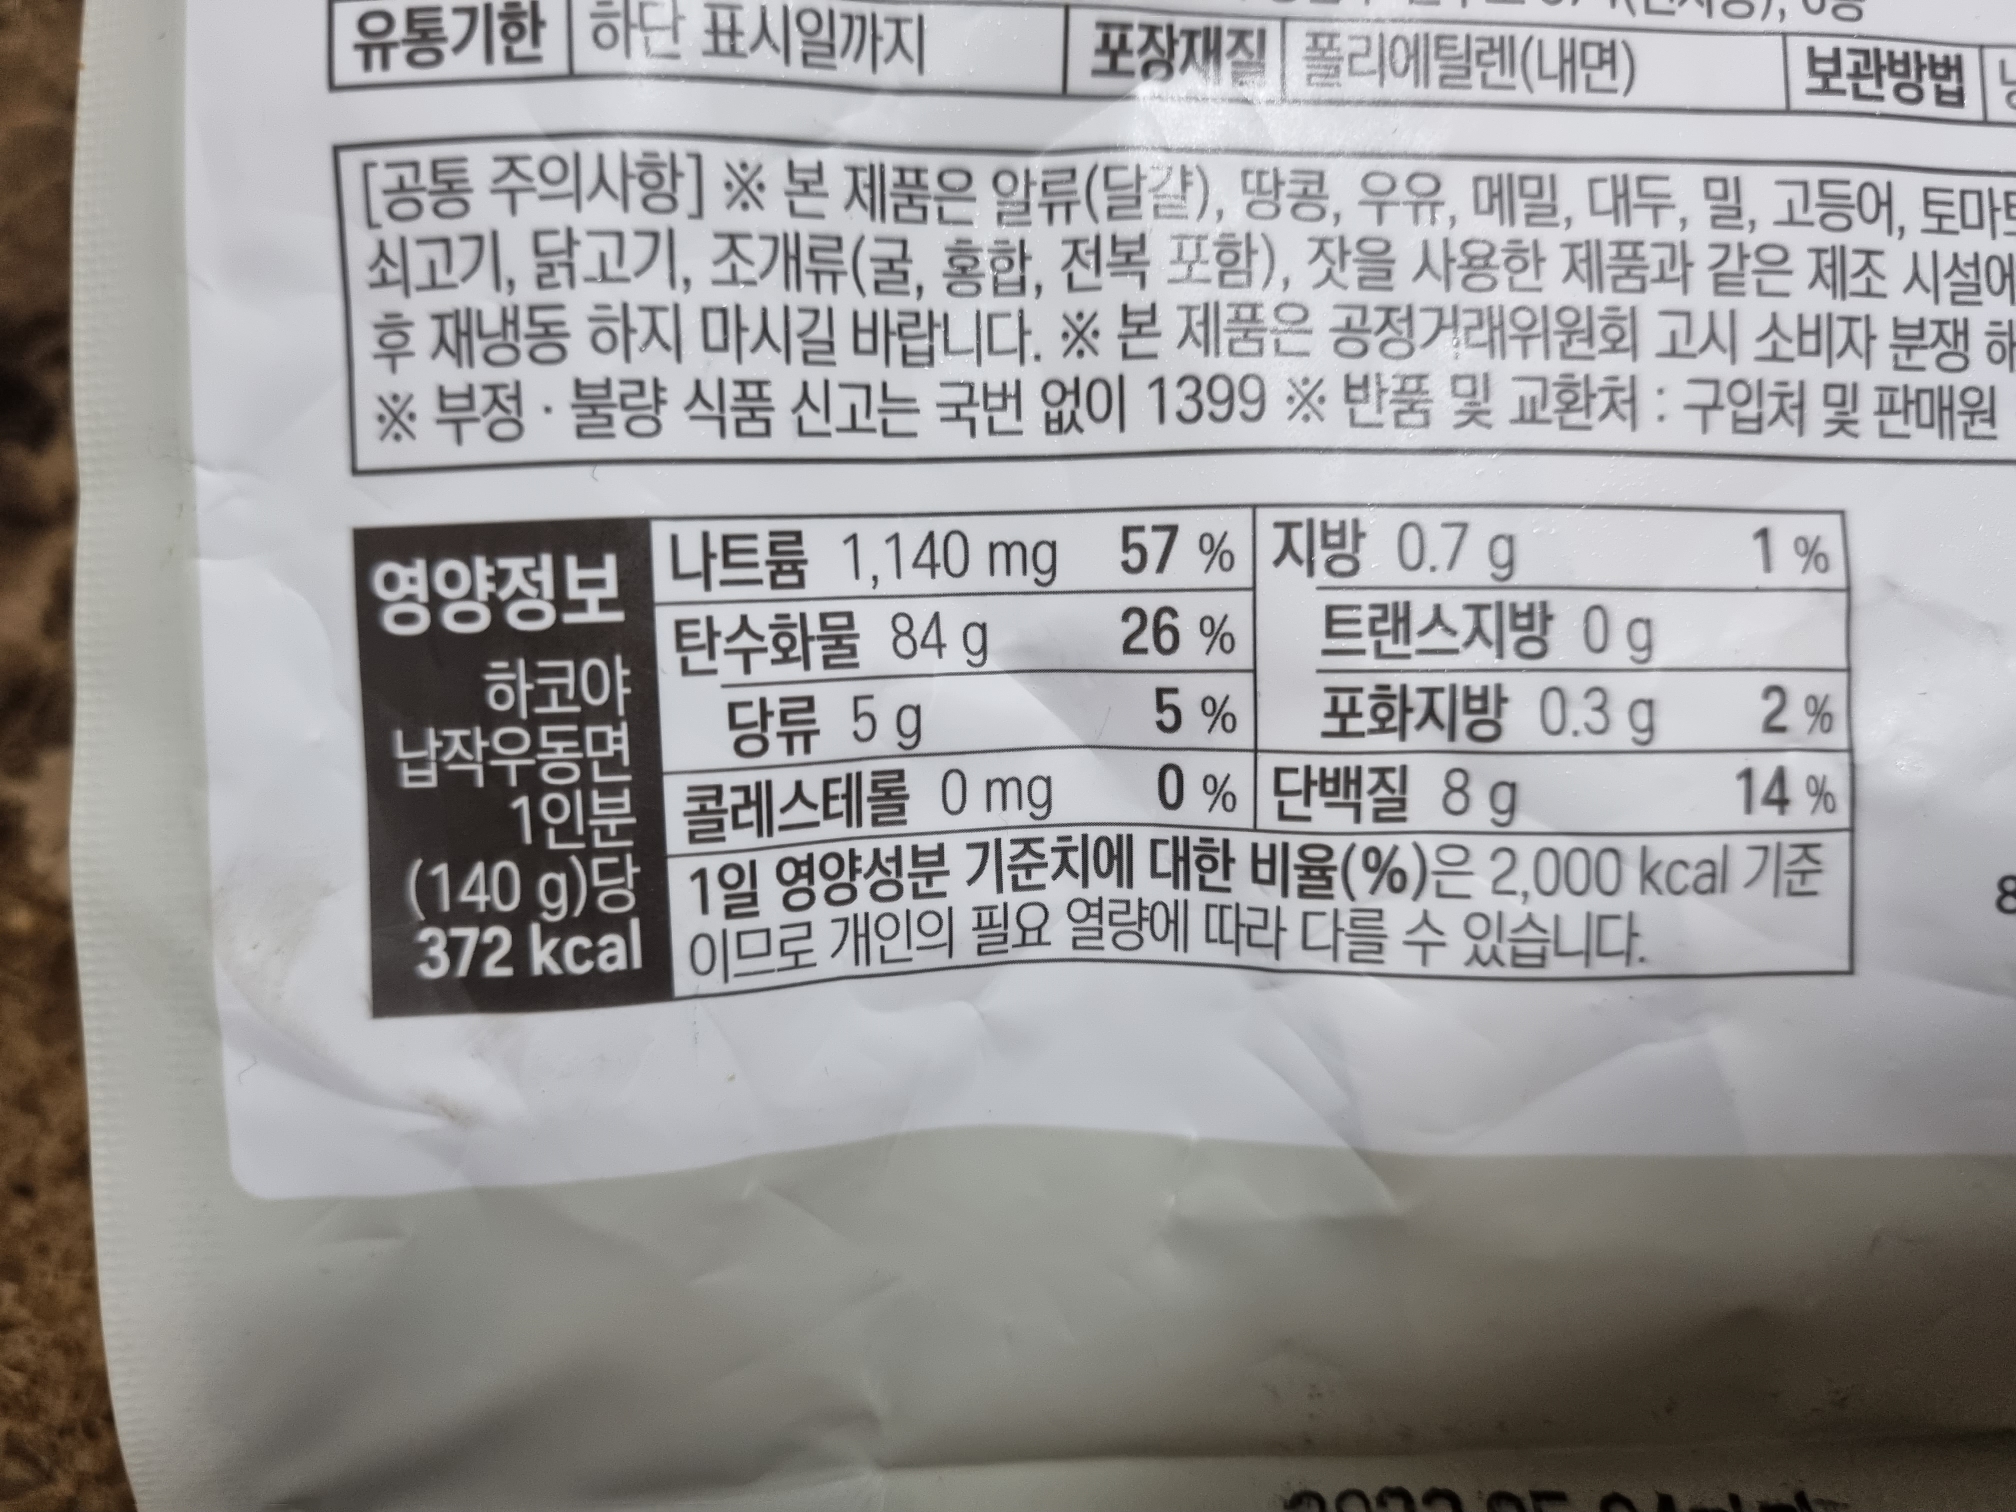 유통기한 하단 표시일까지 포장재질 폴리에틸렌(내면) 보관방법
[공통 주의사항] ※ 본 제품은 알류(달걀), 땅콩, 우유, 메밀, 대두, 밀, 고등어, 토마토
쇠고기, 닭고기, 조개류(굴, 홍합, 전복 포함), 잣을 사용한 제품과 같은 제조 시설에
후 재냉동 하지 마시길 바랍니다. ※ 본 제품은 공정거래위원회 고시 소비자 분쟁 해
※ 부정 · 불량 식품 신고는 국번 없이 1399 ※ 반품 및 교환처 : 구입처 및 판매원
영양정보
하코야
납작우동면
1인분
(140 g)당
372 kcal
나트륨 1,140 mg 57 % 지방 0.7 g 1 %
탄수화물 84 g 26 % 트랜스지방 0 g
당류 5 g 5 % 포화지방 0.3 g 2 %
콜레스테롤 0 mg 0 % 단백질 8 g 14 %
1일 영양성분 기준치에 대한 비율(%)은 2,000 kcal 기준
이므로 개인의 필요 열량에 따라 다를 수 있습니다.